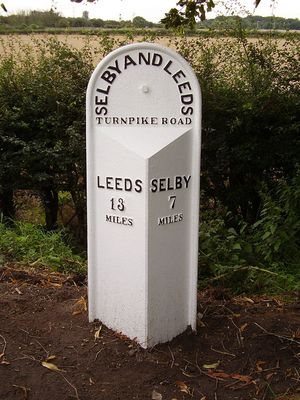 SELBY AND LEEDS
TURNPIKE ROAD
LEEDS
13
MILES
SELBY
7
MILES